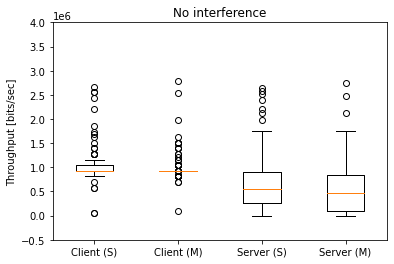 No interference
1e6
4.0
3.5
3.0
2.5
2.0
1.5
1.0
0.5
0.0
-0.5
Throughput [bits/sec]
Client (S) Client (M) Server (S) Server (M)